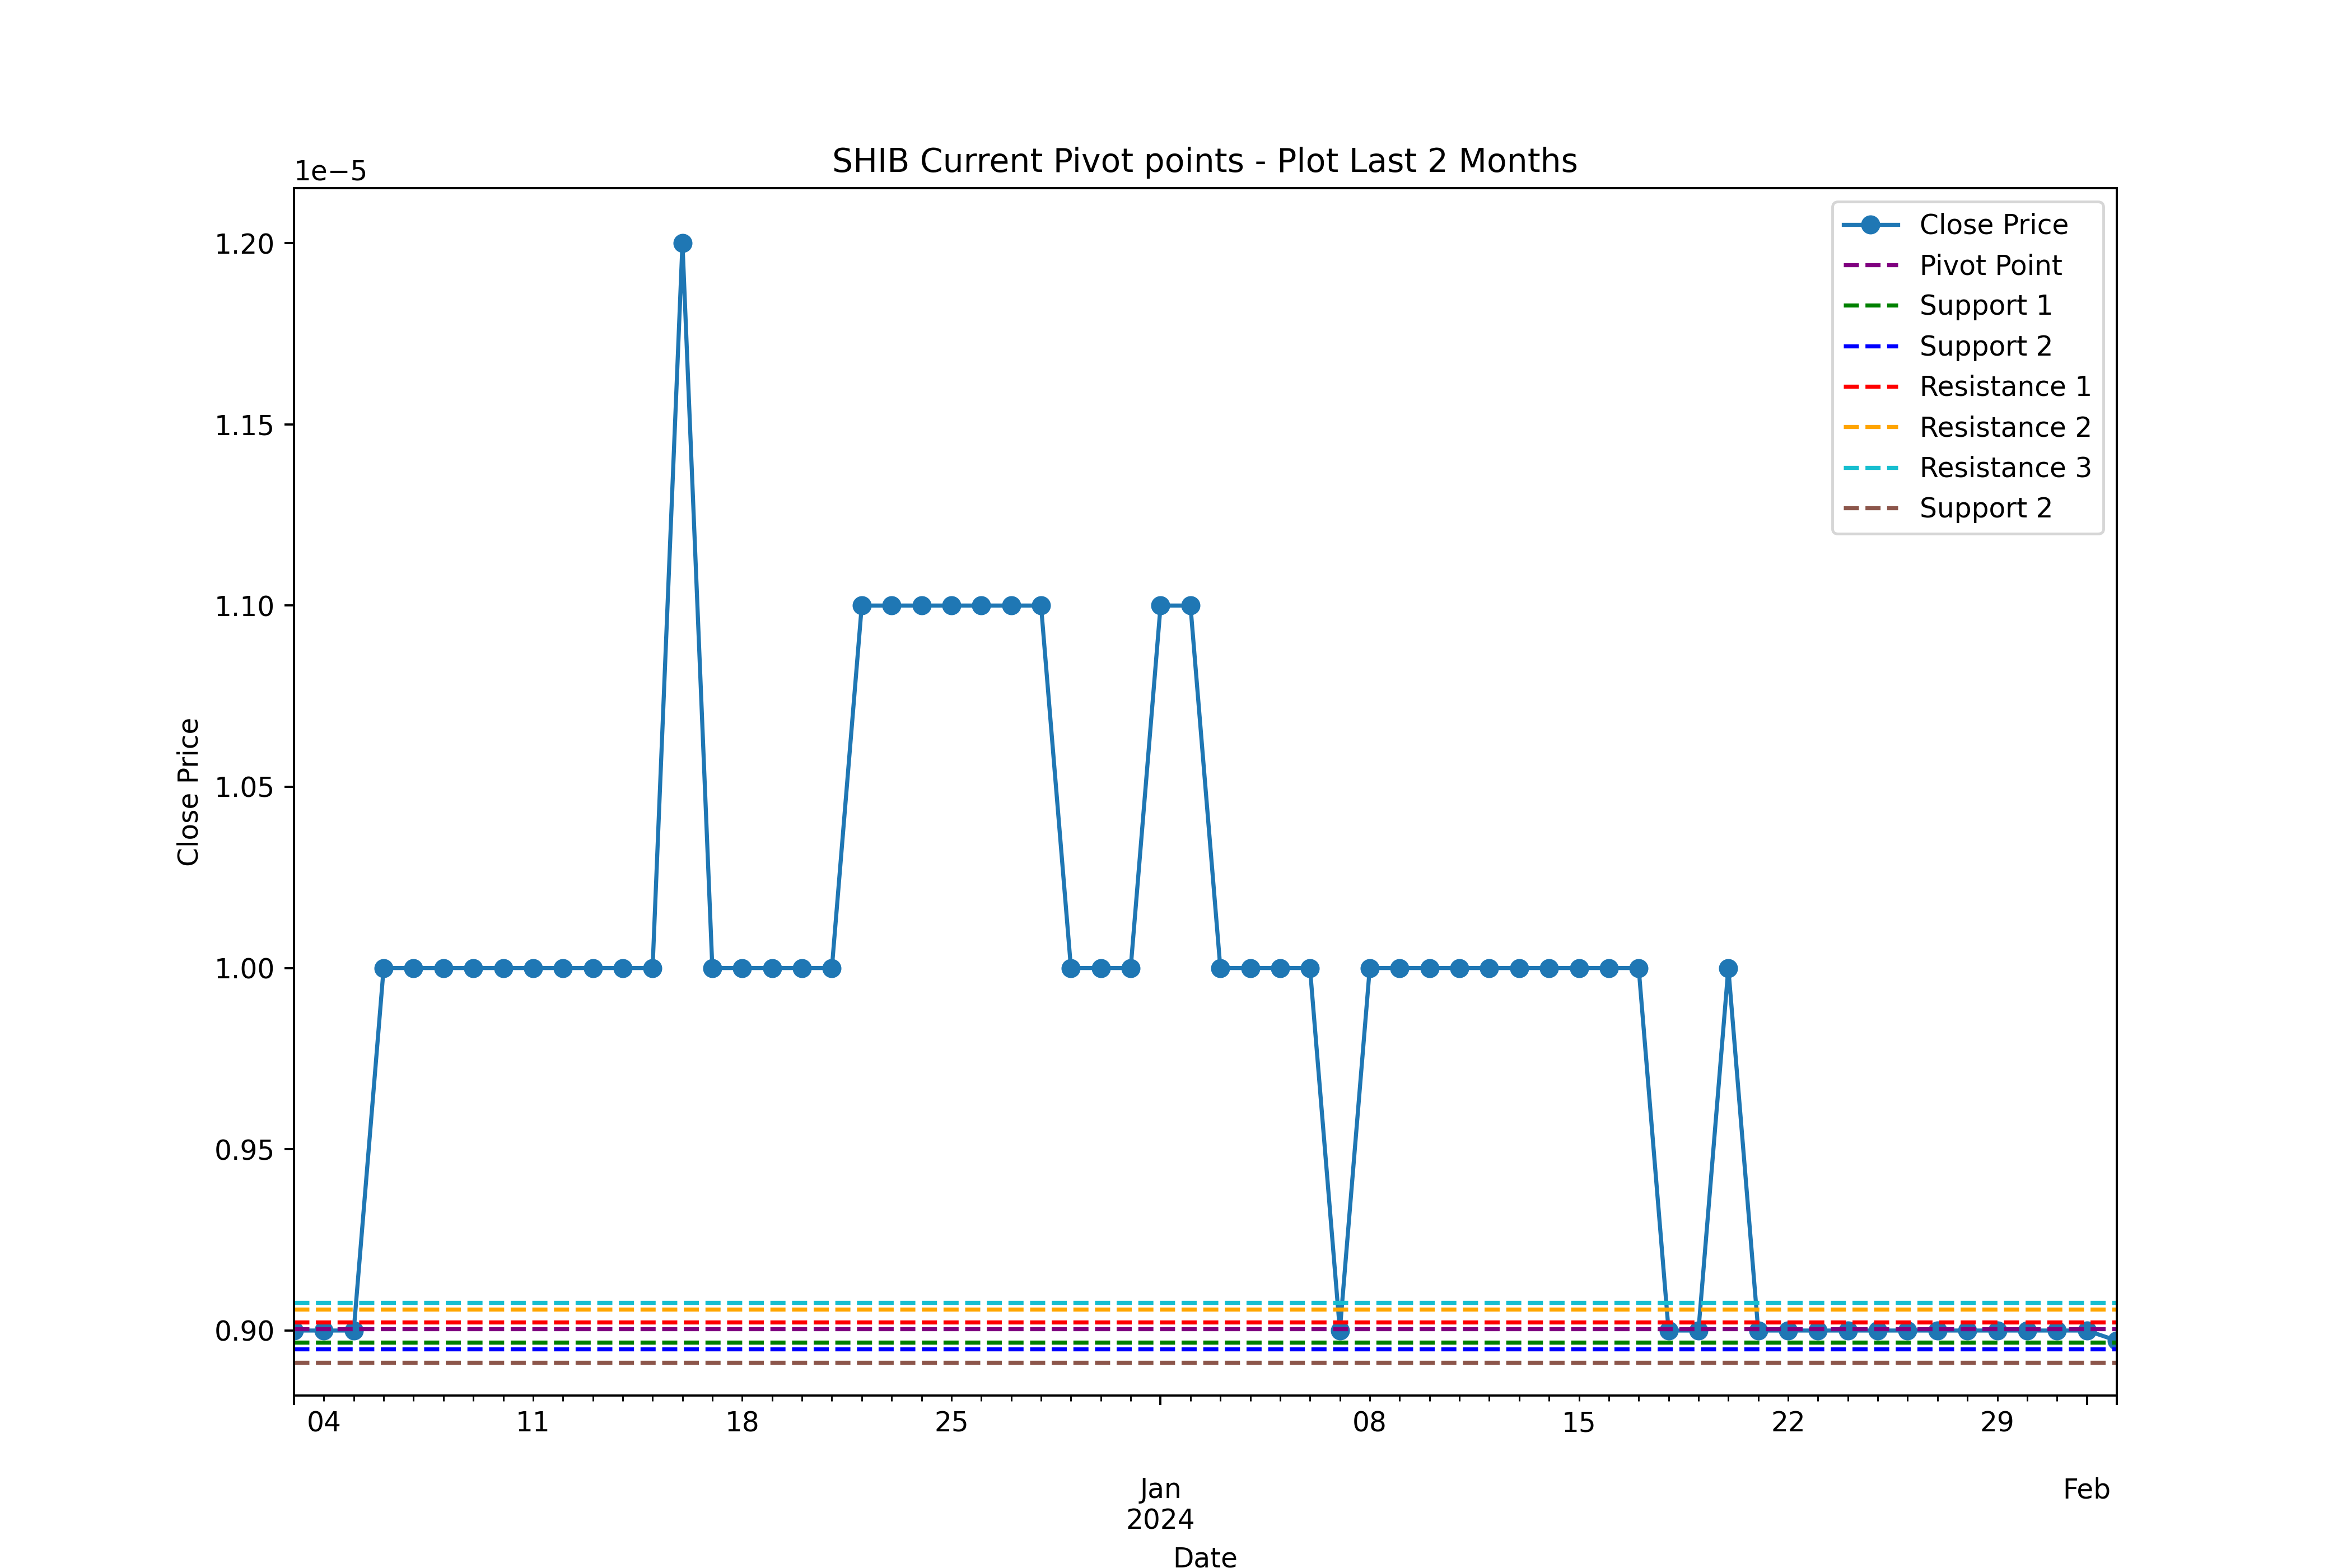 SHIB Current Pivot points - Plot Last 2 Months
1e−5
1.20
1.15
1.10
1.05
1.00
0.95
0.90
Close Price
Close Price
Pivot Point
Support 1
Support 2
Resistance 1
Resistance 2
Resistance 3
Support 2
04 11 18 25 08 15 22 29
Jan Feb
2024
Date